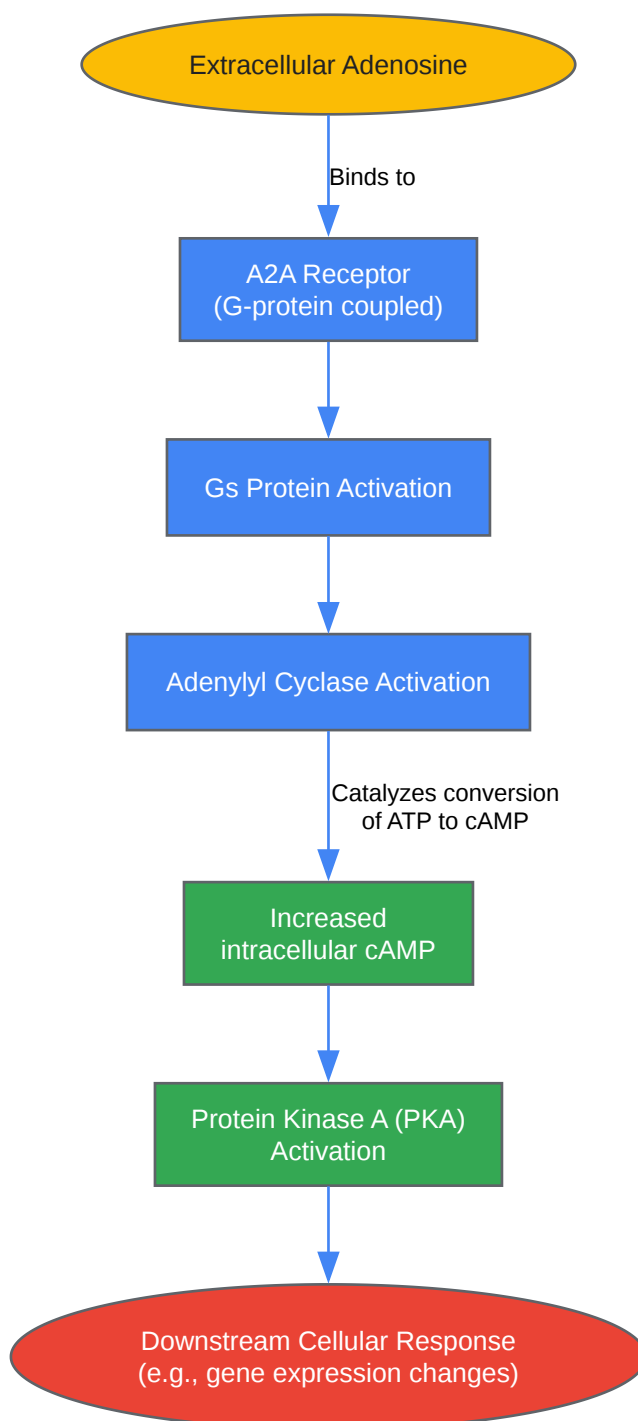 Extracellular Adenosine
Binds to
A2A Receptor
(G-protein coupled)
Gs Protein Activation
Adenylyl Cyclase Activation
Catalyzes conversion
of ATP to cAMP
Increased
intracellular cAMP
Protein Kinase A (PKA)
Activation
Downstream Cellular Response
(e.g., gene expression changes)